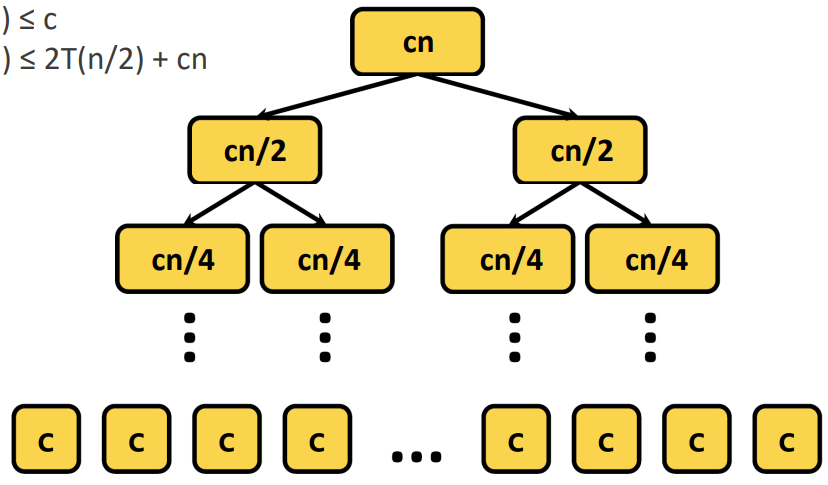 ) ≤ c
) ≤ 2T(n/2) + cn
cn
cn/2 cn/2
cn/4 cn/4 cn/4 cn/4
c c c c ... c c c c